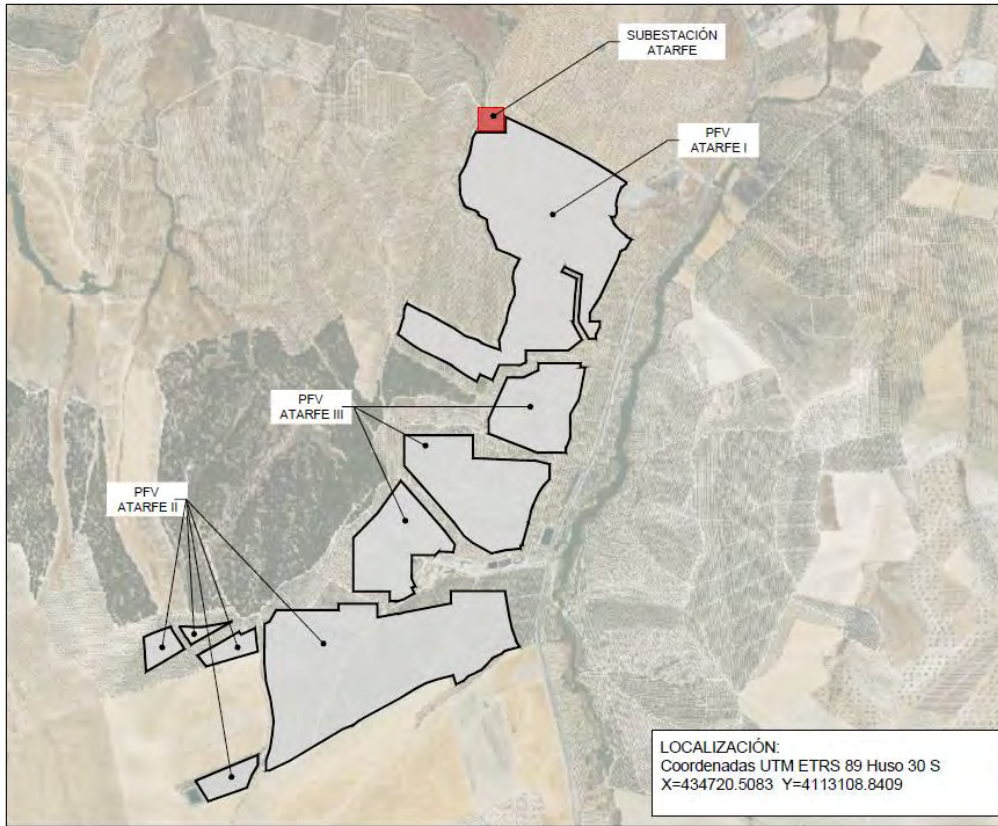 SUBESTACIÓN
ATARFE
PFV
ATARFE I
PFV
ATARFE III
PFV
ATARFE II
LOCALIZACIÓN:
Coordenadas UTM ETRS 89 Huso 30 S
X=434720.5083 Y=4113108.8409